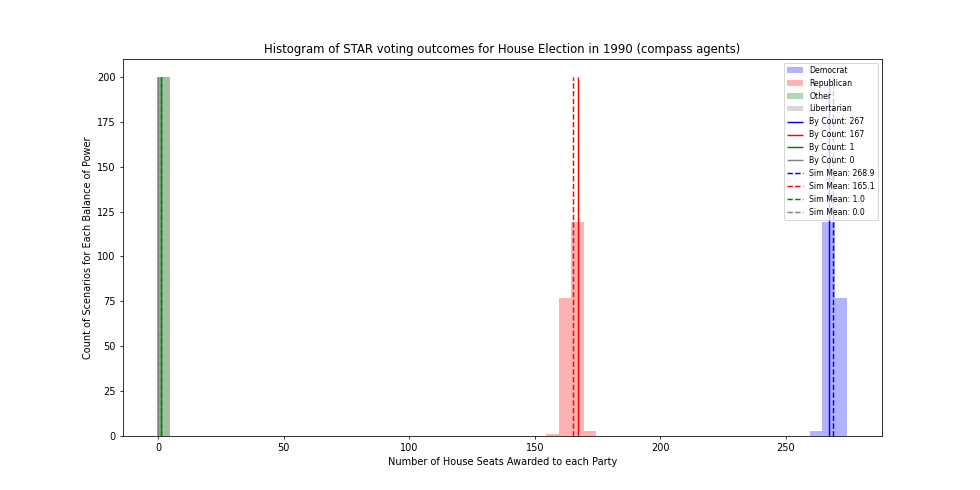 Histogram of STAR voting outcomes for House Election in 1990 (compass agents)
Count of Scenarios for Each Balance of Power
200
175
150
125
100
75
50
25
0
Democrat
Republican
Other
Libertarian
By Count: 267
By Count: 167
By Count: 1
By Count: 0
Sim Mean: 268.9
Sim Mean: 165.1
Sim Mean: 1.0
Sim Mean: 0.0
0 50 100 150 200 250
Number of House Seats Awarded to each Party